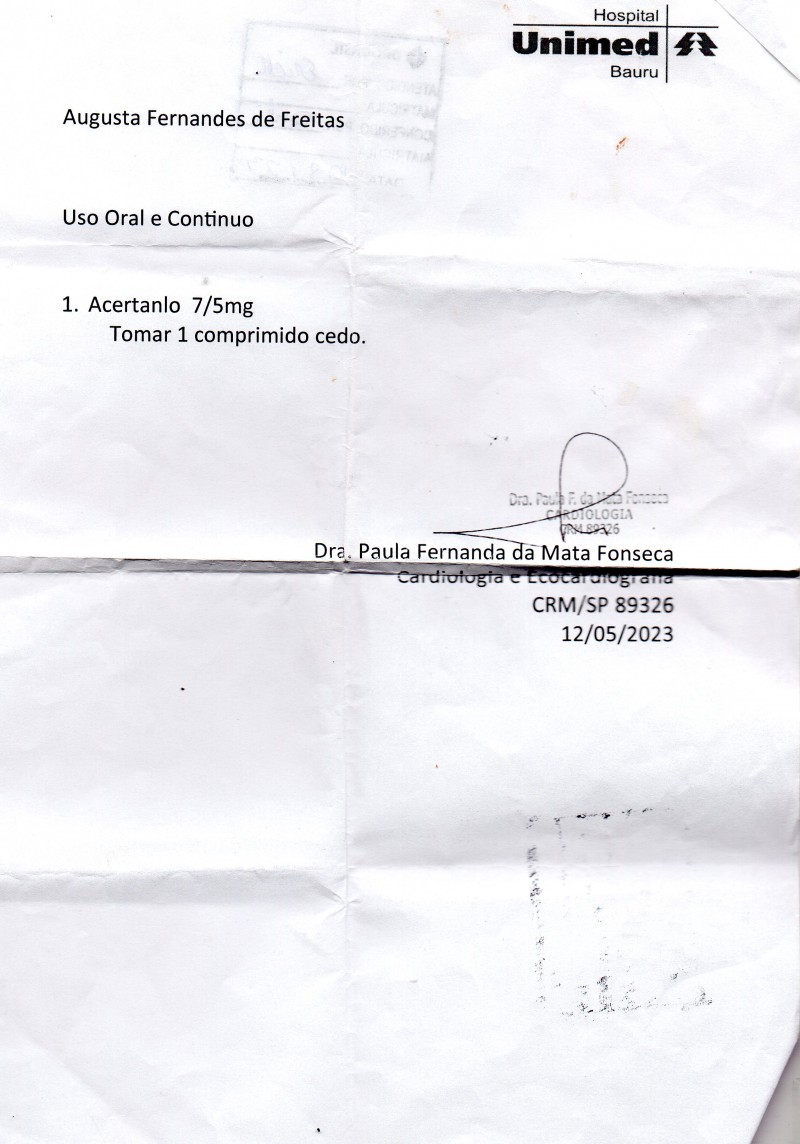 Hospital
Unimed
Bauru
Augusta Fernandes de Freitas
Uso Oral e Continuo
1. Acertanlo 7/5mg
Tomar 1 comprimido cedo.
Dra. Paula F. da Mata Fonseca
CARDIOLOGIA
CRM 89326
Dra. Paula Fernanda da Mata Fonseca
Cardiologia e Ecocardiografia
CRM/SP 89326
12/05/2023